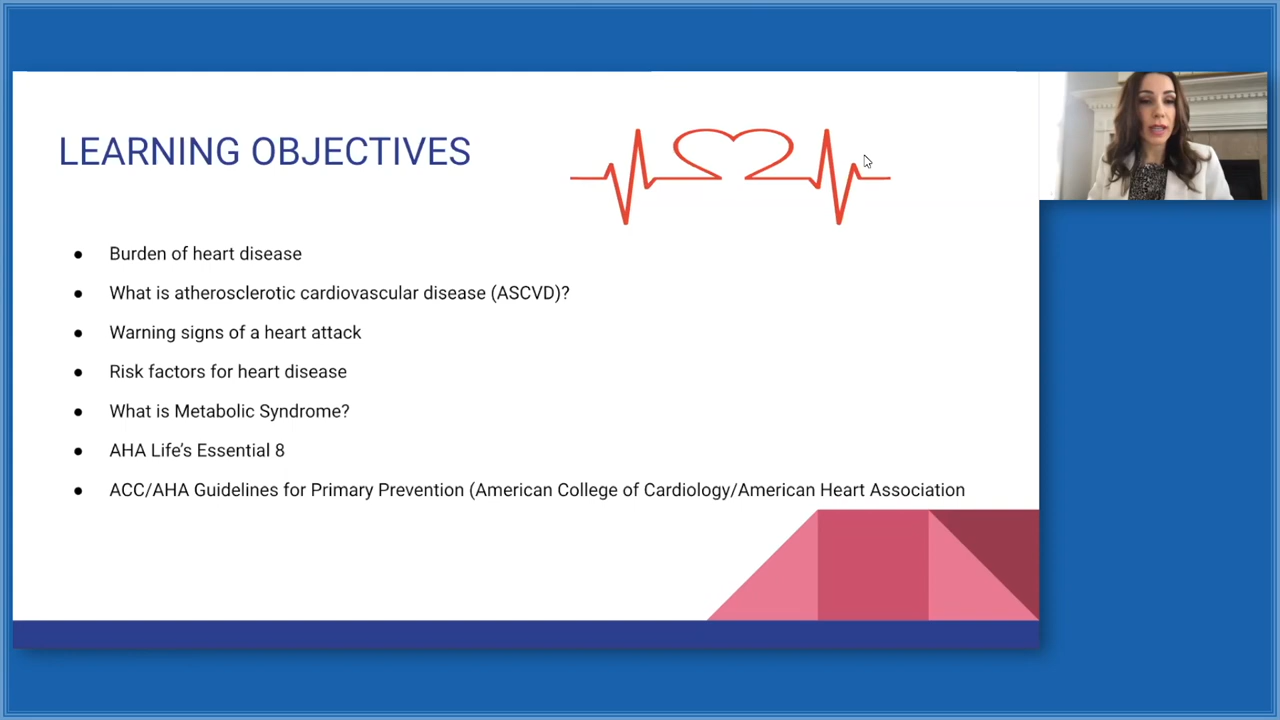 LEARNING OBJECTIVES
● Burden of heart disease
● What is atherosclerotic cardiovascular disease (ASCVD)?
● Warning signs of a heart attack
● Risk factors for heart disease
● What is Metabolic Syndrome?
● AHA Life’s Essential 8
● ACC/AHA Guidelines for Primary Prevention (American College of Cardiology/American Heart Association